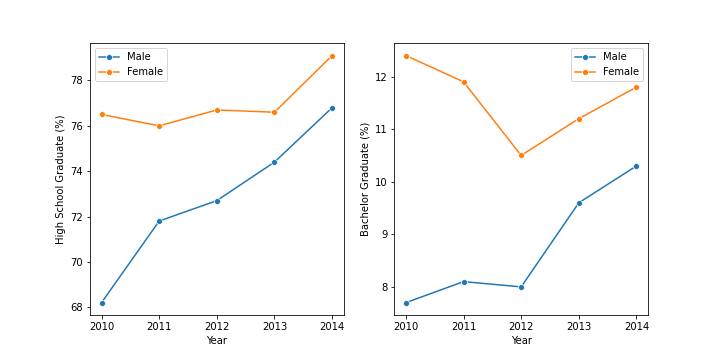 High School Graduate (%)
78
76
74
72
70
68
Male
Female
2010 2011 2012 2013 2014
Year
Bachelor Graduate (%)
12
11
10
9
8
Male
Female
2010 2011 2012 2013 2014
Year